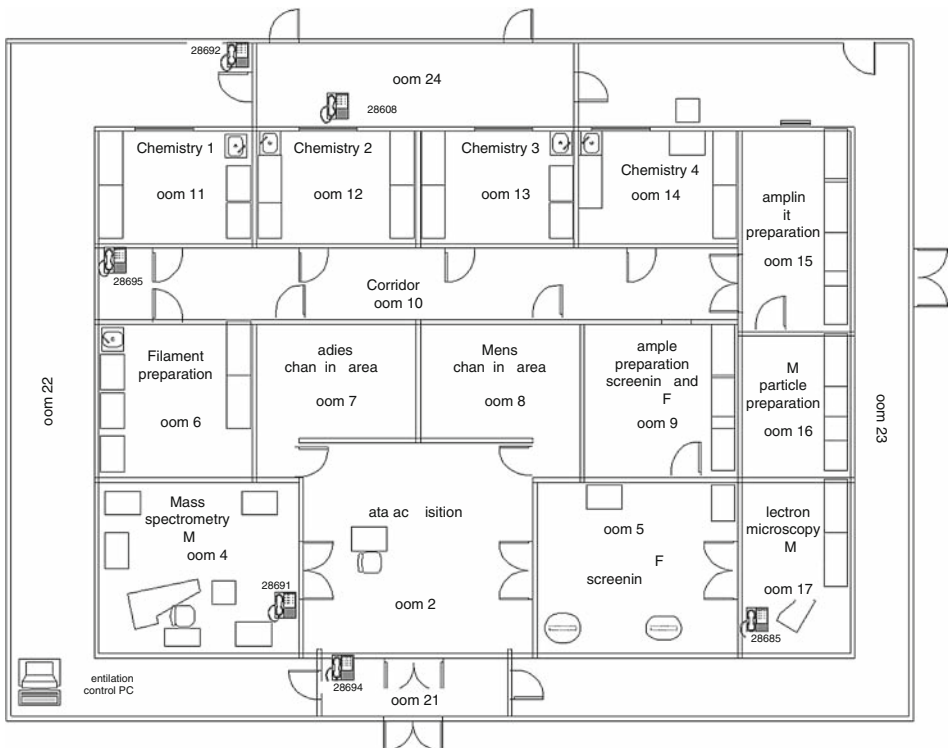 28692
oom 24
28608
Chemistry 1
oom 11
Chemistry 2
oom 12
Chemistry 3
oom 13
Chemistry 4
oom 14
amplin
it
preparation
oom 15
28695
Corridor
oom 10
Filament
preparation
oom 6
adies
chan in area
oom 7
Mens
chan in area
oom 8
ample
preparation
screenin and
F
oom 9
M
particle
preparation
oom 16
oom 22
oom 23
Mass
spectrometry
M
oom 4
28691
ata ac isition
oom 2
oom 5
F
screenin
lectron
microscopy
M
oom 17
28685
entilation
control PC
28694
oom 21